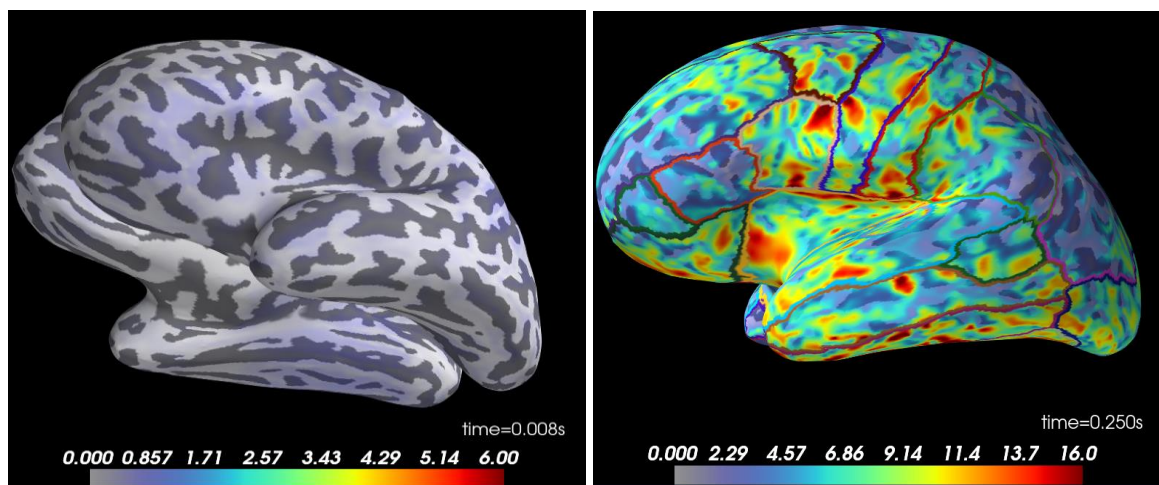 time=0.008s
0.000 0.857 1.71 2.57 3.43 4.29 5.14 6.00
time=0.250s
0.000 2.29 4.57 6.86 9.14 11.4 13.7 16.0